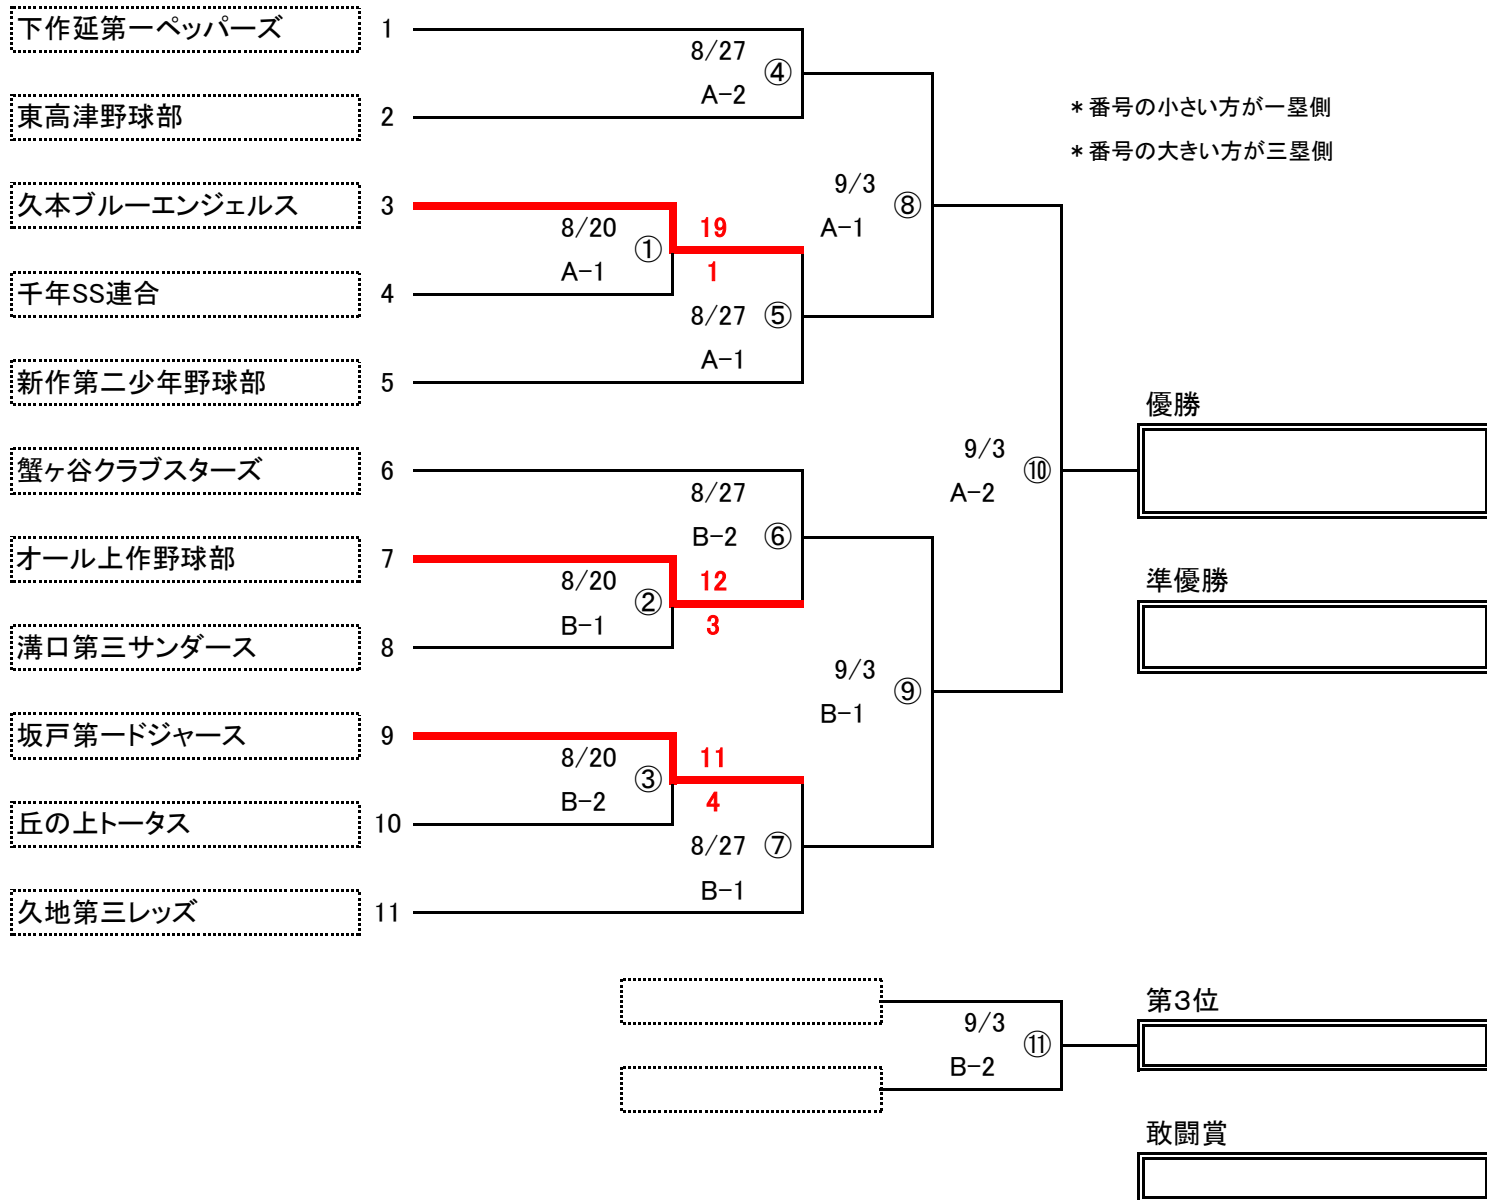 下作延第一ペッパーズ 1
8/27 ④
A-2
東高津野球部 2
＊番号の小さい方が一塁側
＊番号の大きい方が三塁側
久本ブルーエンジェルス 3
8/20 ① 19
A-1 1
9/3 ⑧
A-1
千年SS連合 4
8/27 ⑤
A-1
新作第二少年野球部 5
優勝
蟹ヶ谷クラブスターズ 6
8/27
B-2 ⑥
9/3 ⑩
A-2
オール上作野球部 7
8/20 ② 12
B-1 3
準優勝
溝口第三サンダース 8
9/3 ⑨
B-1
坂戸第一ドジャース 9
8/20 ③ 11
B-2 4
丘の上トータス 10
8/27 ⑦
B-1
久地第三レッズ 11
第3位
9/3 ⑪
B-2
敢闘賞